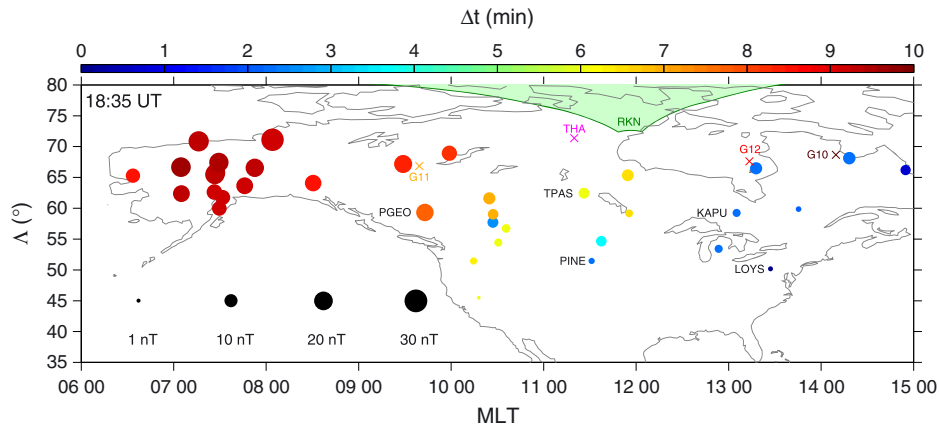 Δt (min)
0 1 2 3 4 5 6 7 8 9 10
80
18:35 UT
75
THA
RKN
70
G12
G10
G11
65
TPAS
60
PGEO
KAPU
55
PINE
LOYS
50
45
40
1 nT 10 nT 20 nT 30 nT
35
Λ (°)
06 00 07 00 08 00 09 00 10 00 11 00 12 00 13 00 14 00 15 00
MLT